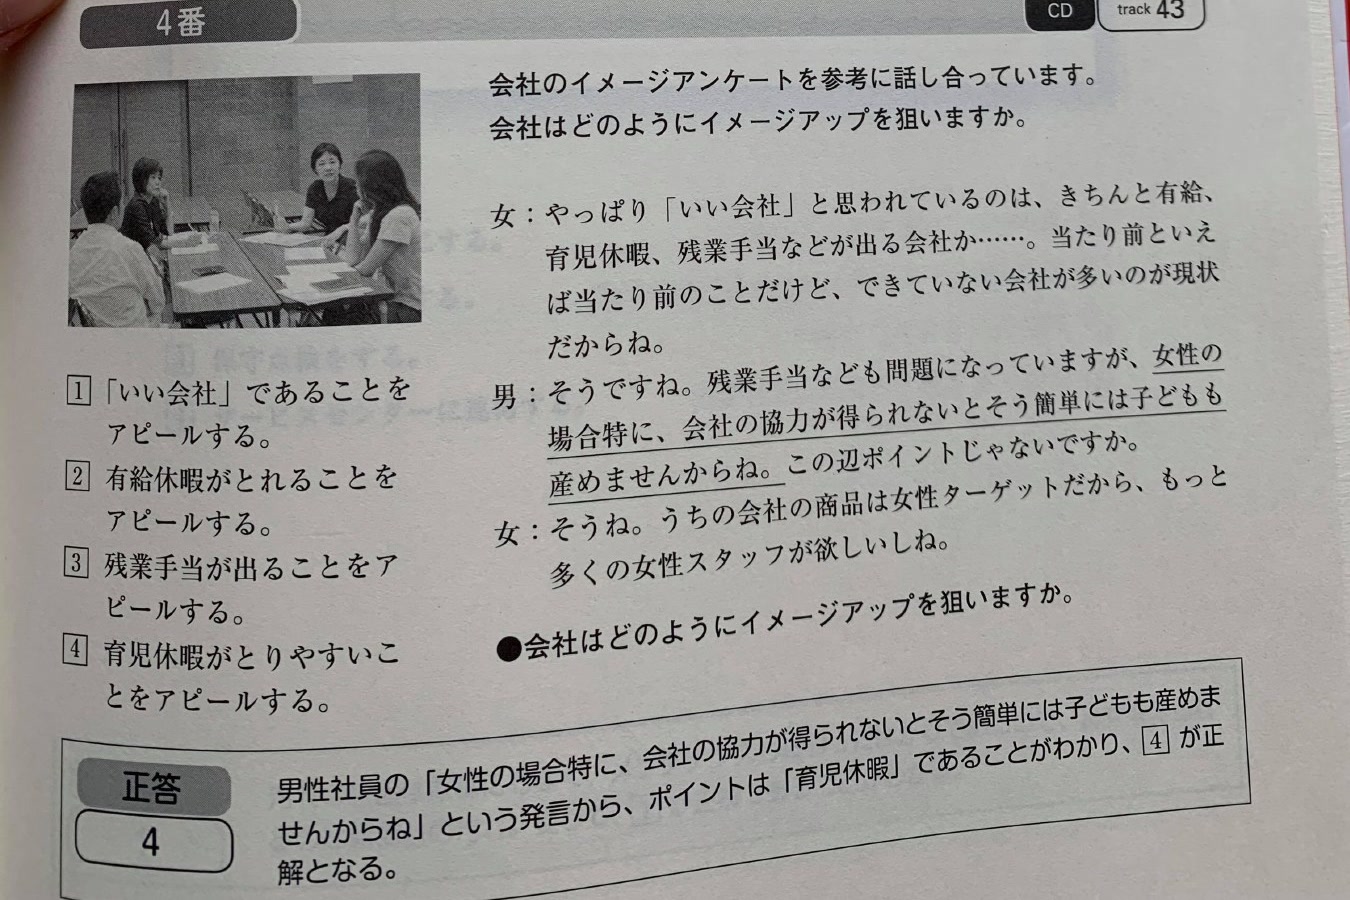 4番
CD
track 43
会社のイメージアンケートを参考に話し合っています。
会社はどのようにイメージアップを狙いますか。
女：やっぱり「いい会社」と思われているのは、きちんと有給、
育児休暇、残業手当などが出る会社か……。当たり前といえ
ば当たり前のことだけど、できていない会社が多いのが現状
だからね。
男：そうですね。残業手当なども問題になっていますが、女性の
場合特に、会社の協力が得られないとそう簡単には子どもも
産めませんからね。この辺ポイントじゃないですか。
女：そうね。うちの会社の商品は女性ターゲットだから、もっと
多くの女性スタッフが欲しいしね。
●会社はどのようにイメージアップを狙いますか。
1 「いい会社」であることを
アピールする。
2 有給休暇がとれることを
アピールする。
3 残業手当が出ることをア
ピールする。
4 育児休暇がとりやすいこ
とをアピールする。
正答
4
男性社員の「女性の場合特に、会社の協力が得られないとそう簡単には子どもも産めま
せんからね」という発言から、ポイントは「育児休暇」であることがわかり、4が正
解となる。